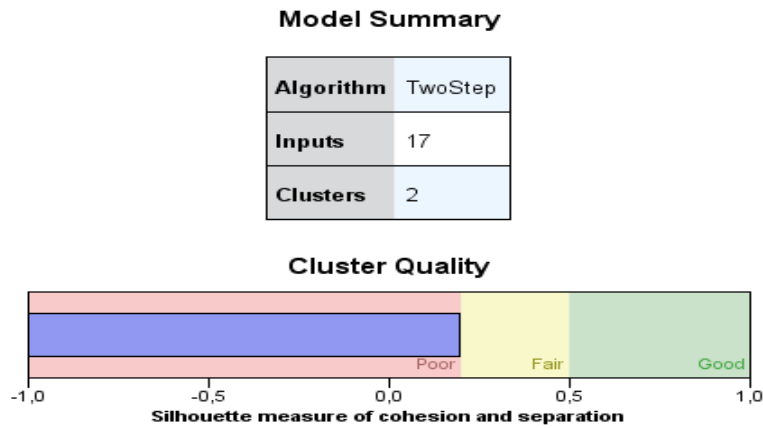 Model Summary
Algorithm TwoStep
Inputs 17
Clusters 2
Cluster Quality
Poor Fair Good
-1,0 -0,5 0,0 0,5 1,0
Silhouette measure of cohesion and separation